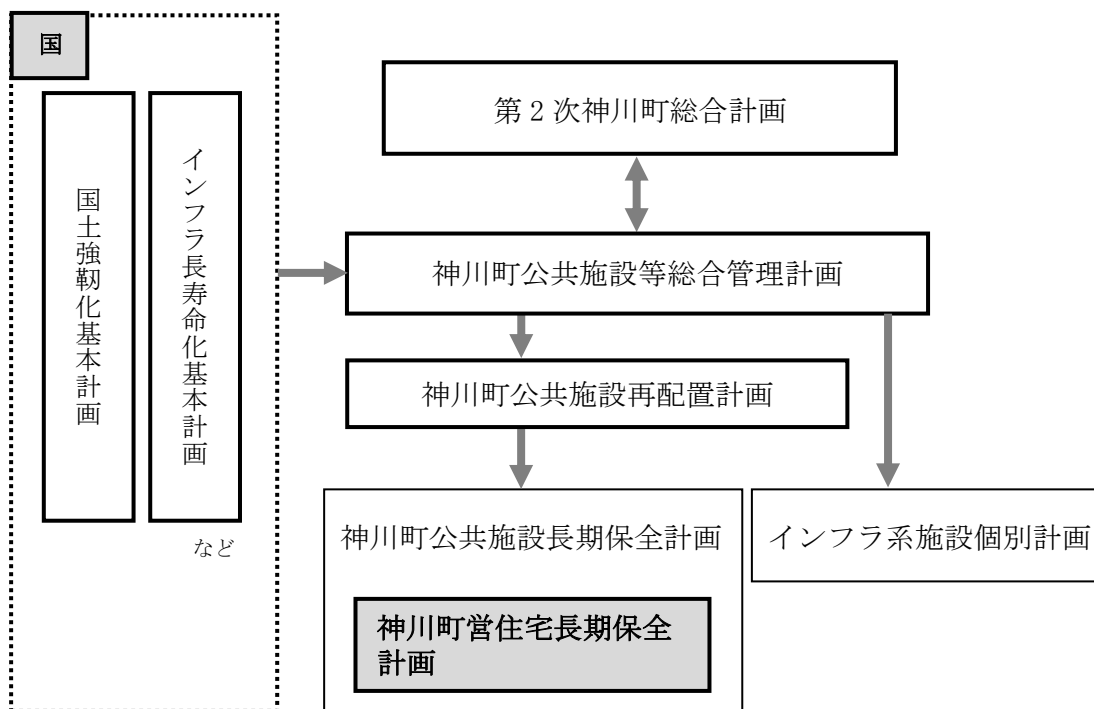 国
国土強靭化基本計画
インフラ長寿命化基本計画
など
第2次神川町総合計画
神川町公共施設等総合管理計画
神川町公共施設再配置計画
神川町公共施設長期保全計画
神川町営住宅長期保全
計画
インフラ系施設個別計画